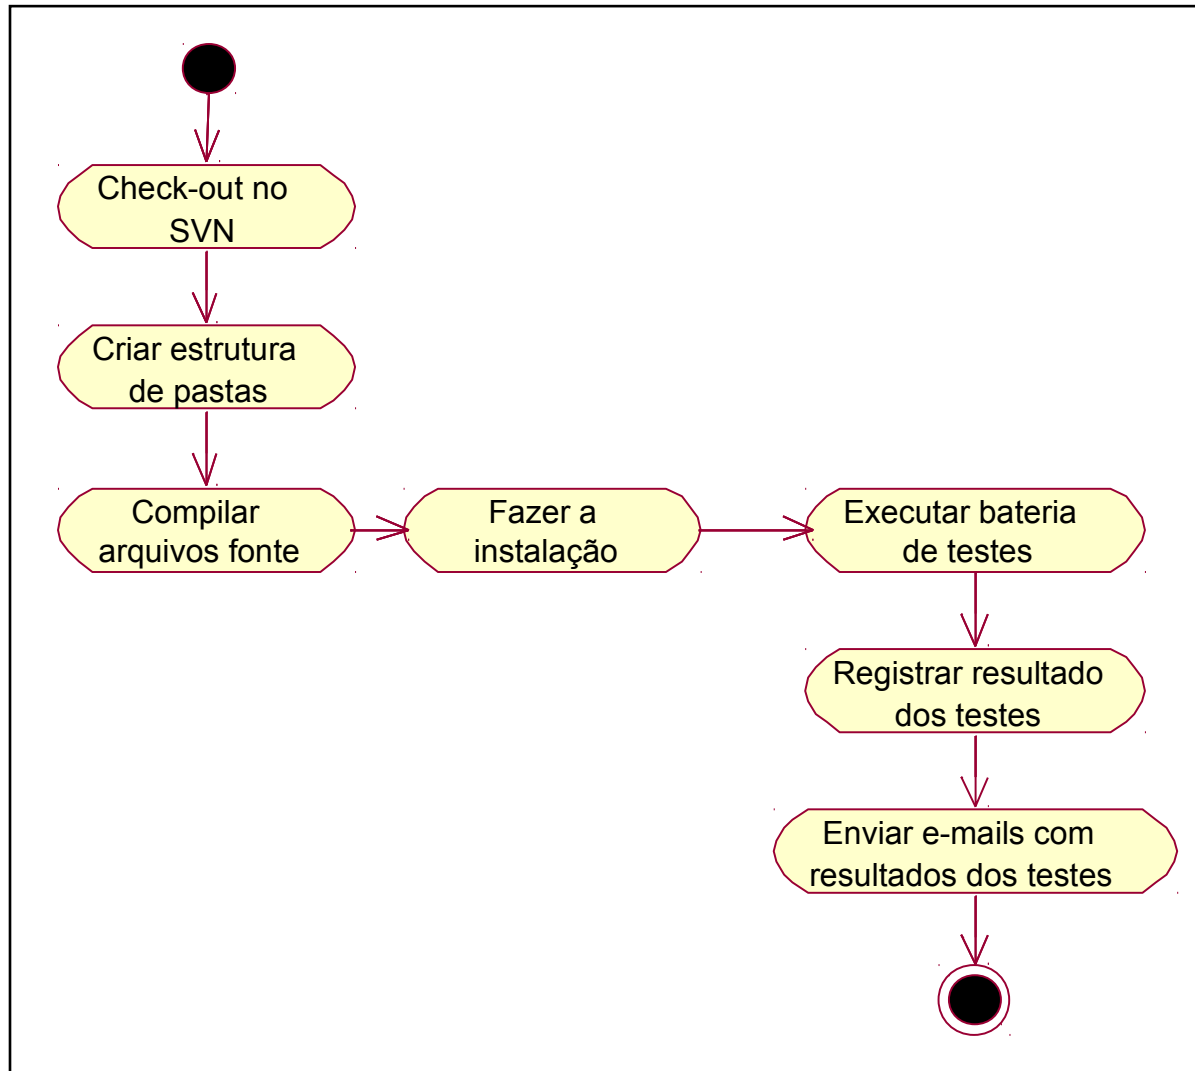 Check-out no
SVN
Criar estrutura
de pastas
Compilar
arquivos fonte
Fazer a
instalação
Executar bateria
de testes
Registrar resultado
dos testes
Enviar e-mails com
resultados dos testes